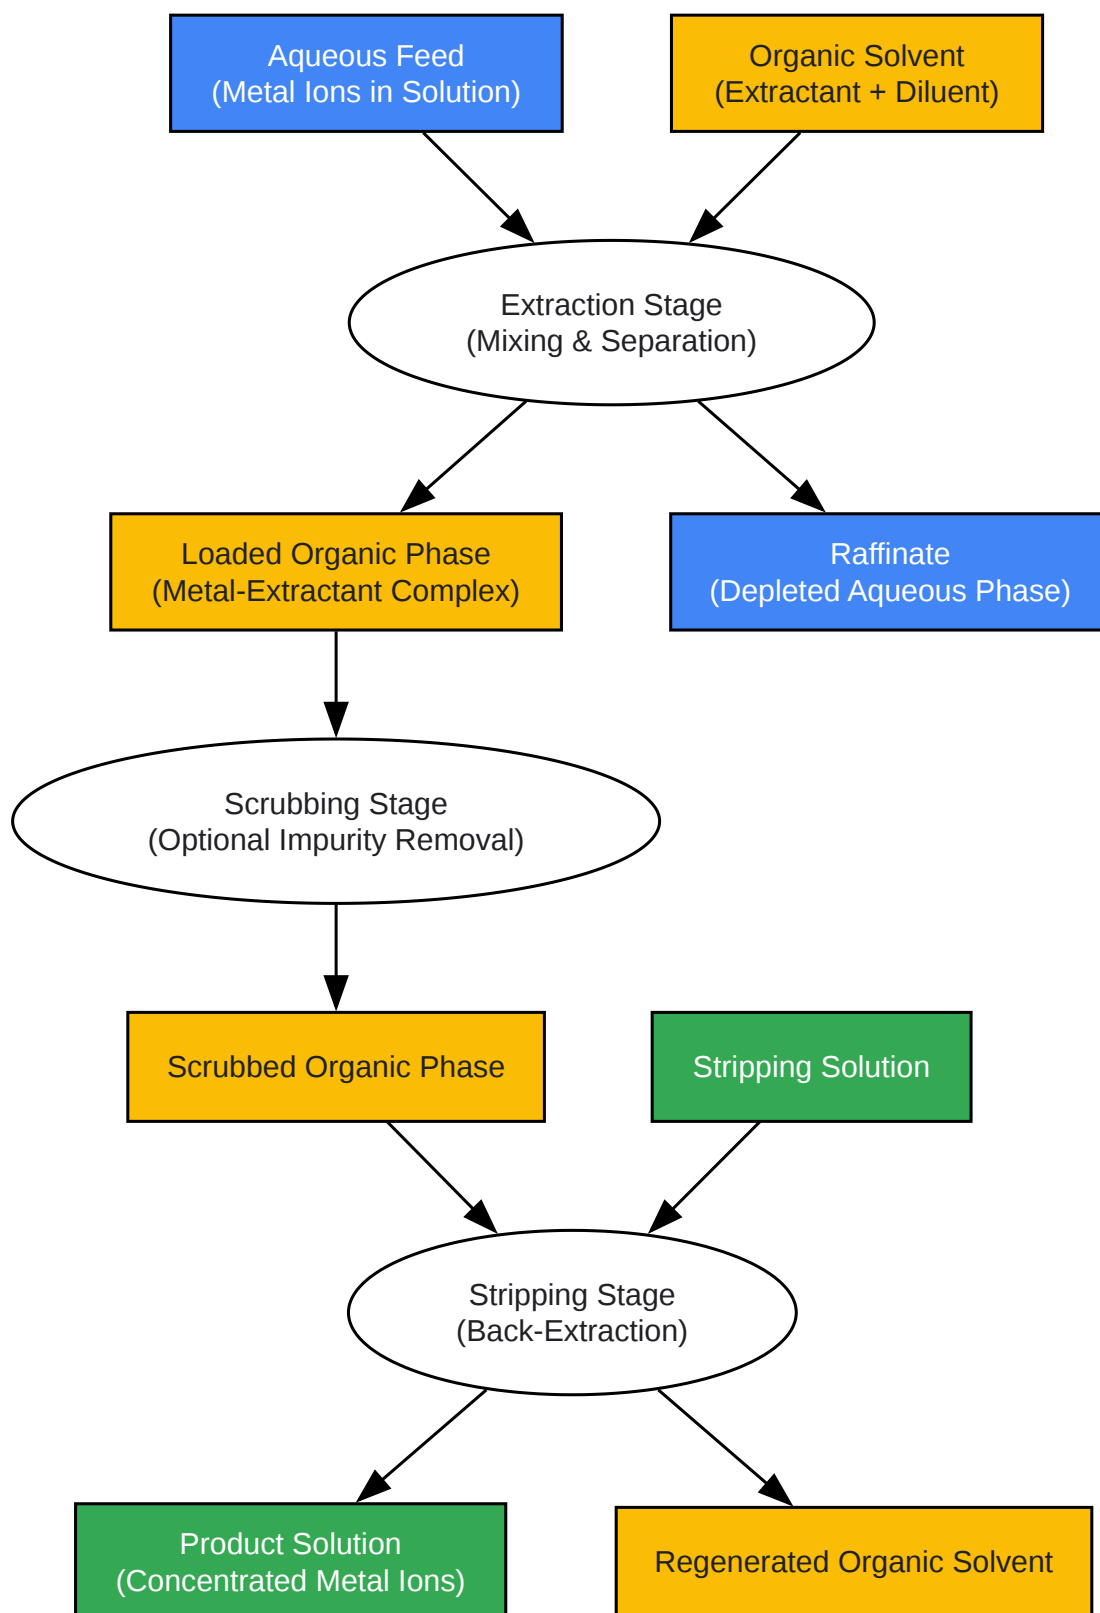 Aqueous Feed
(Metal Ions in Solution)
Organic Solvent
(Extractant + Diluent)
Extraction Stage
(Mixing & Separation)
Loaded Organic Phase
(Metal-Extractant Complex)
Raffinate
(Depleted Aqueous Phase)
Scrubbing Stage
(Optional Impurity Removal)
Scrubbed Organic Phase
Stripping Solution
Stripping Stage
(Back-Extraction)
Product Solution
(Concentrated Metal Ions)
Regenerated Organic Solvent